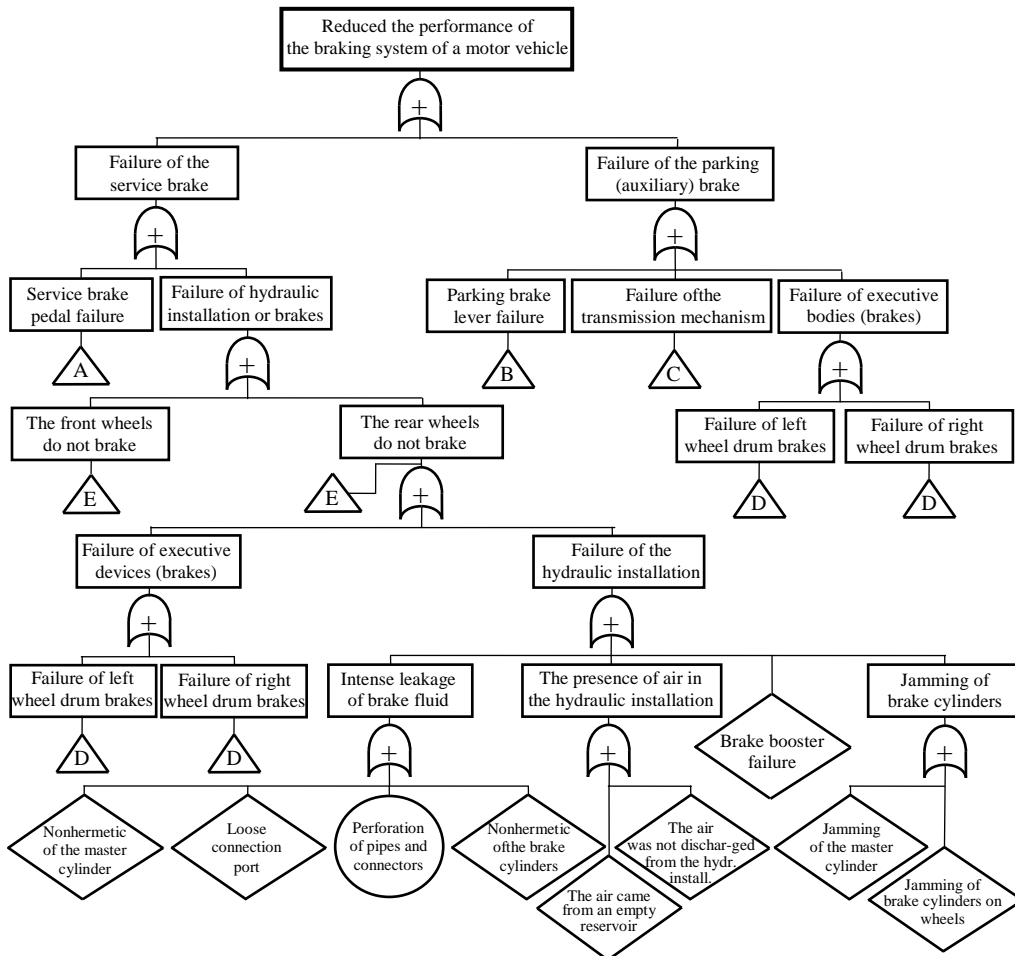 Reduced the performance of
the braking system of a motor vehicle
+
Failure of the
service brake
Failure of the parking
(auxiliary) brake
+
+
Service brake
pedal failure
Failure of hydraulic
installation or brakes
Parking brake
lever failure
Failure ofthe
transmission mechanism
Failure of executive
bodies (brakes)
A
+
B
C
+
The front wheels
do not brake
The rear wheels
do not brake
Failure of left
wheel drum brakes
Failure of right
wheel drum brakes
E
E
+
D
D
Failure of executive
devices (brakes)
Failure of the
hydraulic installation
+
+
Failure of left
wheel drum brakes
Failure of right
wheel drum brakes
Intense leakage
of brake fluid
The presence of air in
the hydraulic installation
Brake booster
failure
Jamming of
brake cylinders
D
D
+
+
+
Nonhermetic
of the master
cylinder
Loose
connection
port
Perforation
of pipes and
connectors
Nonhermetic
ofthe brake
cylinders
The air came
from an empty
reservoir
The air
was not dischar-ged
from the hydr.
install.
Jamming
of the master
cylinder
Jamming of
brake cylinders on
wheels